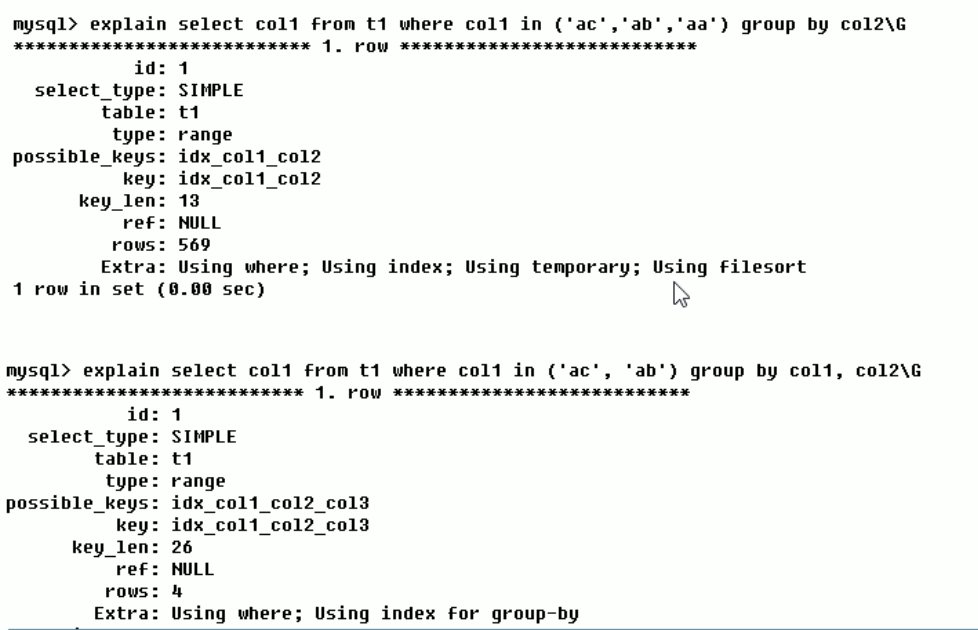 mysql> explain select col1 from t1 where col1 in ('ac','ab','aa') group by col2\G
*************************** 1. row ***************************
id: 1
select_type: SIMPLE
table: t1
type: range
possible_keys: idx_col1_col2
key: idx_col1_col2
key_len: 13
ref: NULL
rows: 569
Extra: Using where; Using index; Using temporary; Using filesort
1 row in set (0.00 sec)
mysql> explain select col1 from t1 where col1 in ('ac', 'ab') group by col1, col2\G
*************************** 1. row ***************************
id: 1
select_type: SIMPLE
table: t1
type: range
possible_keys: idx_col1_col2_col3
key: idx_col1_col2_col3
key_len: 26
ref: NULL
rows: 4
Extra: Using where; Using index for group-by